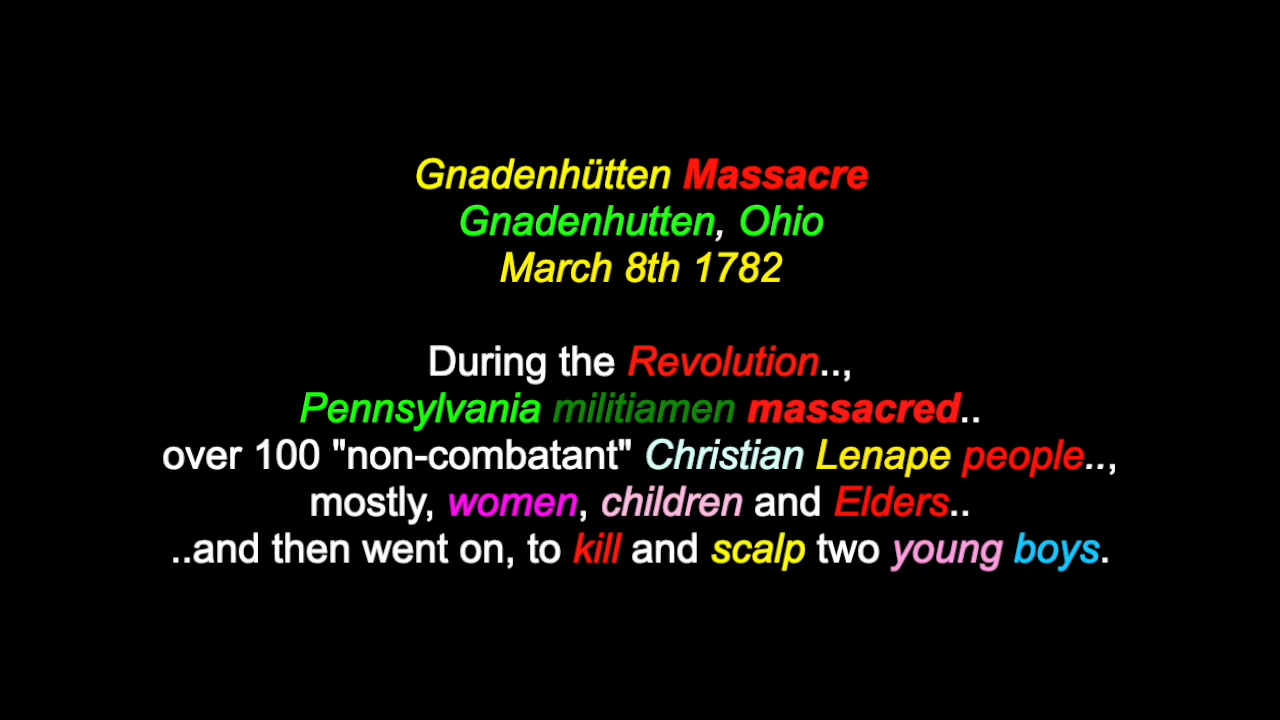 Gnadenhütten Massacre
Gnadenhutten, Ohio
March 8th 1782
During the Revolution..,
Pennsylvania militiamen massacred..
over 100 "non-combatant" Christian Lenape people..,
mostly, women, children and Elders..
..and then went on, to kill and scalp two young boys.